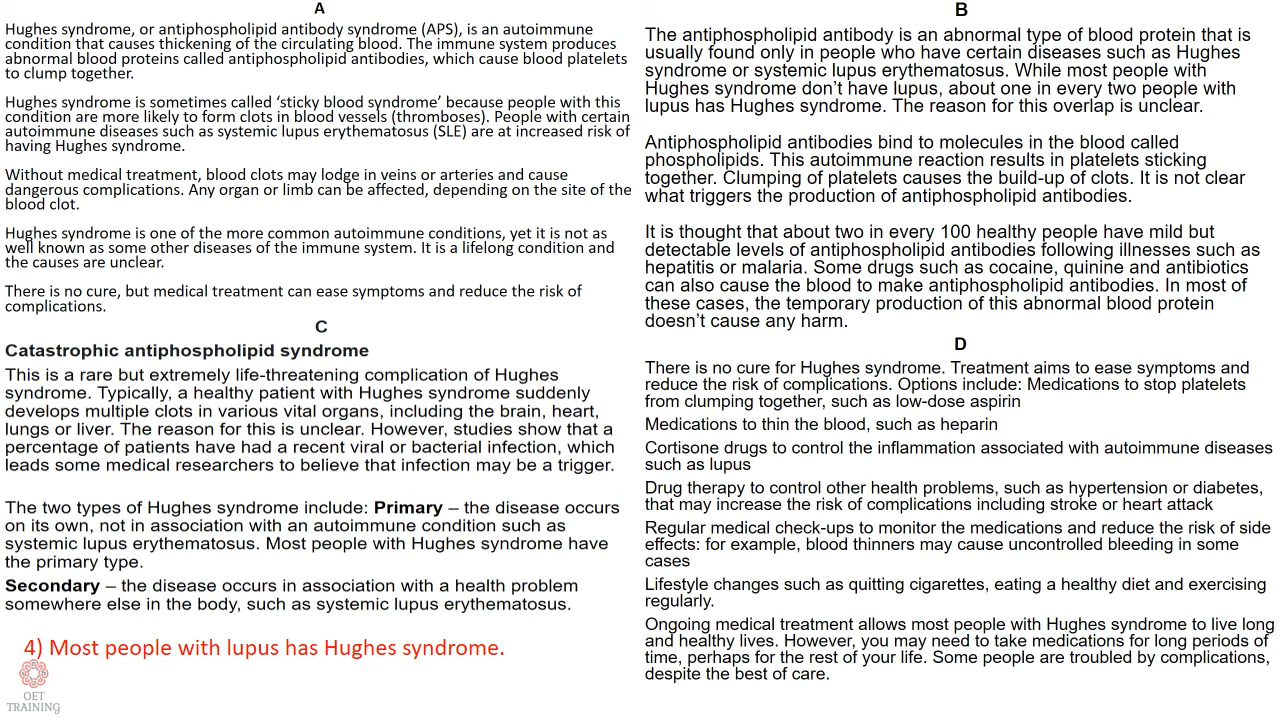 A
Hughes syndrome, or antiphospholipid antibody syndrome (APS), is an autoimmune
condition that causes thickening of the circulating blood. The immune system produces
abnormal blood proteins called antiphospholipid antibodies, which cause blood platelets
to clump together.
Hughes syndrome is sometimes called ‘sticky blood syndrome’ because people with this
condition are more likely to form clots in blood vessels (thromboses). People with certain
autoimmune diseases such as systemic lupus erythematosus (SLE) are at increased risk of
having Hughes syndrome.
Without medical treatment, blood clots may lodge in veins or arteries and cause
dangerous complications. Any organ or limb can be affected, depending on the site of the
blood clot.
Hughes syndrome is one of the more common autoimmune conditions, yet it is not as
well known as some other diseases of the immune system. It is a lifelong condition and
the causes are unclear.
There is no cure, but medical treatment can ease symptoms and reduce the risk of
complications.
B
The antiphospholipid antibody is an abnormal type of blood protein that is
usually found only in people who have certain diseases such as Hughes
syndrome or systemic lupus erythematosus. While most people with
Hughes syndrome don’t have lupus, about one in every two people with
lupus has Hughes syndrome. The reason for this overlap is unclear.
Antiphospholipid antibodies bind to molecules in the blood called
phospholipids. This autoimmune reaction results in platelets sticking
together. Clumping of platelets causes the build-up of clots. It is not clear
what triggers the production of antiphospholipid antibodies.
It is thought that about two in every 100 healthy people have mild but
detectable levels of antiphospholipid antibodies following illnesses such as
hepatitis or malaria. Some drugs such as cocaine, quinine and antibiotics
can also cause the blood to make antiphospholipid antibodies. In most of
these cases, the temporary production of this abnormal blood protein
doesn’t cause any harm.
C
Catastrophic antiphospholipid syndrome
This is a rare but extremely life-threatening complication of Hughes
syndrome. Typically, a healthy patient with Hughes syndrome suddenly
develops multiple clots in various vital organs, including the brain, heart,
lungs or liver. The reason for this is unclear. However, studies show that a
percentage of patients have had a recent viral or bacterial infection, which
leads some medical researchers to believe that infection may be a trigger.
The two types of Hughes syndrome include: Primary – the disease occurs
on its own, not in association with an autoimmune condition such as
systemic lupus erythematosus. Most people with Hughes syndrome have
the primary type.
Secondary – the disease occurs in association with a health problem
somewhere else in the body, such as systemic lupus erythematosus.
4) Most people with lupus has Hughes syndrome.
OET
TRAINING
D
There is no cure for Hughes syndrome. Treatment aims to ease symptoms and
reduce the risk of complications. Options include: Medications to stop platelets
from clumping together, such as low-dose aspirin
Medications to thin the blood, such as heparin
Cortisone drugs to control the inflammation associated with autoimmune diseases
such as lupus
Drug therapy to control other health problems, such as hypertension or diabetes,
that may increase the risk of complications including stroke or heart attack
Regular medical check-ups to monitor the medications and reduce the risk of side
effects: for example, blood thinners may cause uncontrolled bleeding in some
cases
Lifestyle changes such as quitting cigarettes, eating a healthy diet and exercising
regularly.
Ongoing medical treatment allows most people with Hughes syndrome to live long
and healthy lives. However, you may need to take medications for long periods of
time, perhaps for the rest of your life. Some people are troubled by complications,
despite the best of care.